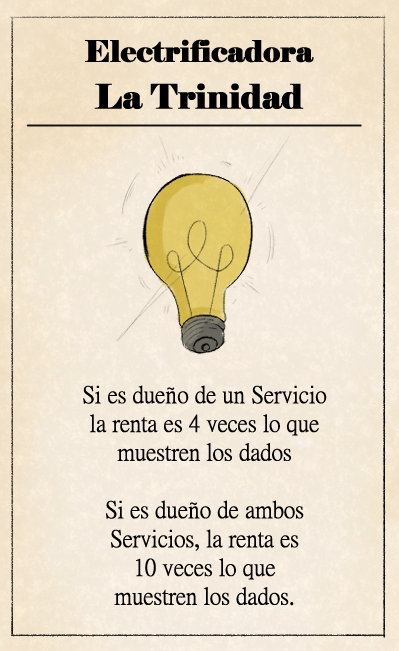 Electrificadora
La Trinidad
Si es dueño de un Servicio
la renta es 4 veces lo que
muestren los dados
Si es dueño de ambos
Servicios, la renta es
10 veces lo que
muestren los dados.